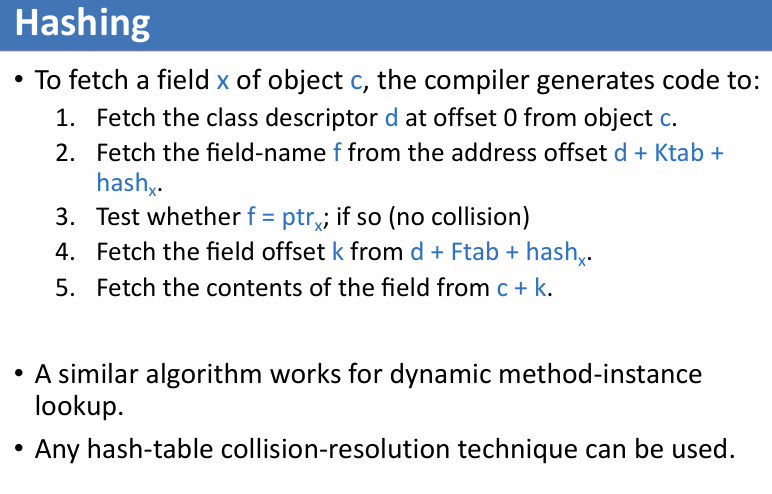 Hashing
• To fetch a field x of object c, the compiler generates code to:
1. Fetch the class descriptor d at offset 0 from object c.
2. Fetch the field-name f from the address offset d + Ktab +
hashx.
3. Test whether f = ptrx; if so (no collision)
4. Fetch the field offset k from d + Ftab + hashx.
5. Fetch the contents of the field from c + k.
• A similar algorithm works for dynamic method-instance
lookup.
• Any hash-table collision-resolution technique can be used.